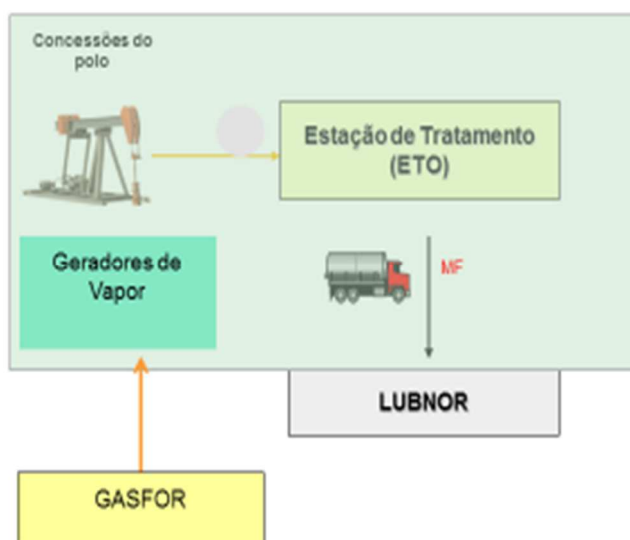 Concessões do
polo
Estação de Tratamento
(ETO)
Geradores de
Vapor
MF
LUBNOR
GASFOR